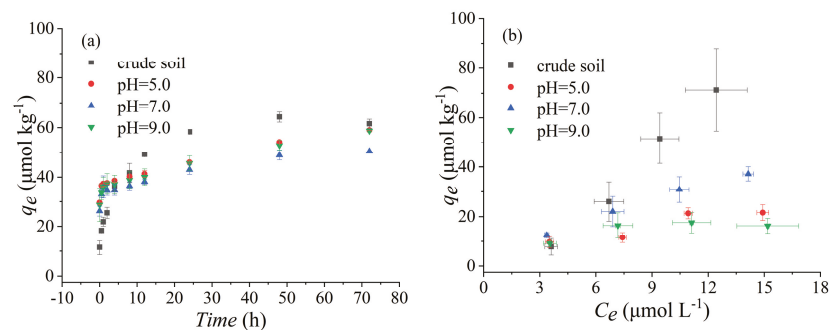 (a)
crude soil
pH=5.0
pH=7.0
pH=9.0
100
80
60
40
20
0
-10 0 10 20 30 40 50 60 70 80
qe (μmol kg-1)
Time (h)
(b)
crude soil
pH=5.0
pH=7.0
pH=9.0
100
80
60
40
20
0
0 3 6 9 12 15 18
qe (μmol kg-1)
Ce (μmol L-1)